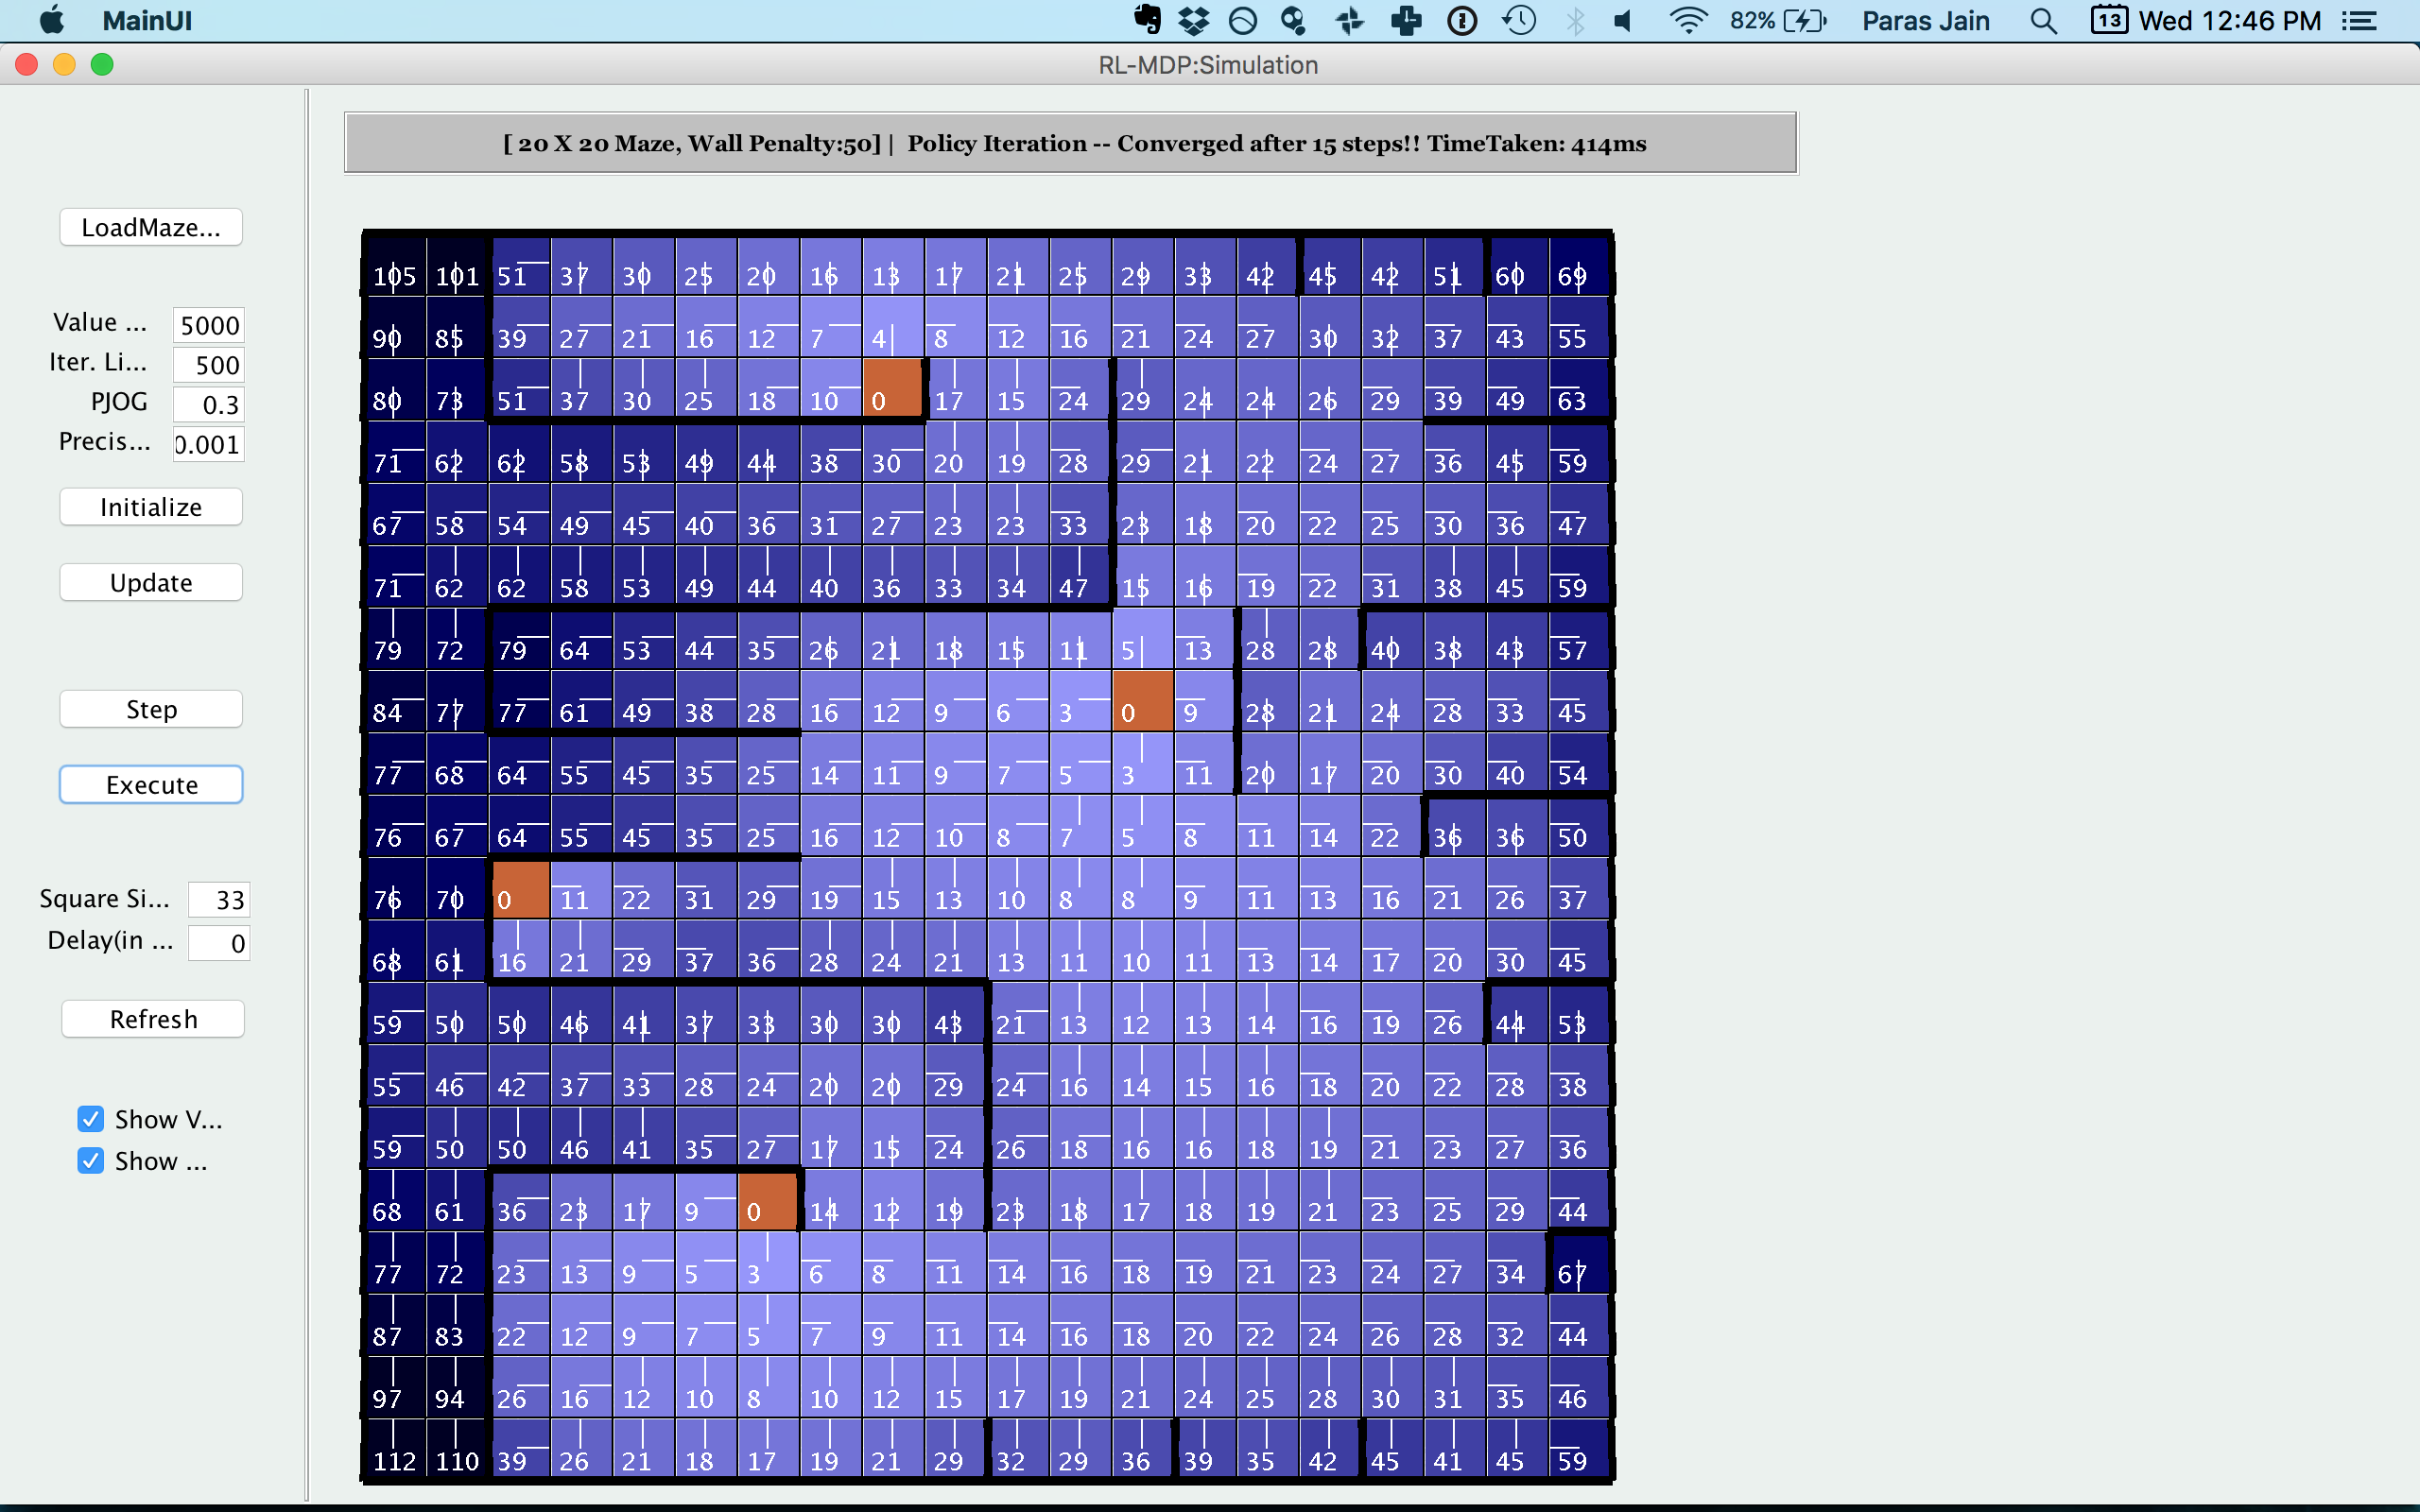 MainUI 82% Paras Jain 13 Wed 12:46 PM
RL-MDP:Simulation
[ 20 X 20 Maze, Wall Penalty:50] | Policy Iteration -- Converged after 15 steps!! TimeTaken: 414ms
LoadMaze...
Value ... 5000
Iter. Li... 500
PJOG 0.3
Precis... 0.001
Initialize
Update
Step
Execute
Square Si... 33
Delay(in ... 0
Refresh
Show V...
Show ...
105 101 51 37 30 25 20 16 13 17 21 25 29 33 42 45 42 51 60 69
90 85 39 27 21 16 12 7 4 8 12 16 21 24 27 30 32 37 43 55
80 73 51 37 30 25 18 10 0 17 15 24 29 24 24 26 29 39 49 63
71 62 62 58 53 49 44 38 30 20 19 28 29 21 22 24 27 36 45 59
67 58 54 49 45 40 36 31 27 23 23 33 23 18 20 22 25 30 36 47
71 62 62 58 53 49 44 40 36 33 34 47 15 16 19 22 31 38 45 59
79 72 79 64 53 44 35 26 21 18 15 11 5 13 28 28 40 38 43 57
84 77 77 61 49 38 28 16 12 9 6 3 0 9 28 21 24 28 33 45
77 68 64 55 45 35 25 14 11 9 7 5 3 11 20 17 20 30 40 54
76 67 64 55 45 35 25 16 12 10 8 7 5 8 11 14 22 36 36 50
76 70 0 11 22 31 29 19 15 13 10 8 8 9 11 13 16 21 26 37
68 61 16 21 29 37 36 28 24 21 13 11 10 11 13 14 17 20 30 45
59 50 50 46 41 37 33 30 30 43 21 13 12 13 14 16 19 26 44 53
55 46 42 37 33 28 24 20 20 29 24 16 14 15 16 18 20 22 28 38
59 50 50 46 41 35 27 17 15 24 26 18 16 16 18 19 21 23 27 36
68 61 36 23 17 9 0 14 12 19 23 18 17 18 19 21 23 25 29 44
77 72 23 13 9 5 3 6 8 11 14 16 18 19 21 23 24 27 34 67
87 83 22 12 9 7 5 7 9 11 14 16 18 20 22 24 26 28 32 44
97 94 26 16 12 10 8 10 12 15 17 19 21 24 25 28 30 31 35 46
112 110 39 26 21 18 17 19 21 29 32 29 36 39 35 42 45 41 45 59